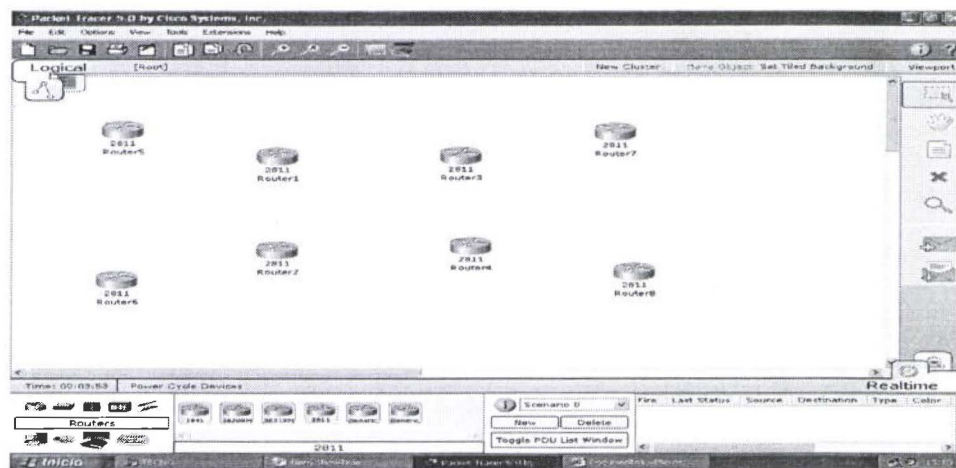 Packet Tracer 5.0 by Cisco Systems, Inc.
File Edit Options View Tools Extensions Help
Logical [Root] New Cluster Move Object Set Tiled Background Viewport
2811
Router5
2811
Router1
2811
Router3
2811
Router7
2811
Router6
2811
Router2
2811
Router4
2811
Router8
Time: 00:03:53 Power Cycle Devices Realtime
Routers
2811
Scenario 0
New Delete
Toggle PDU List Window
Fire Last Status Source Destination Type Color
Inicio